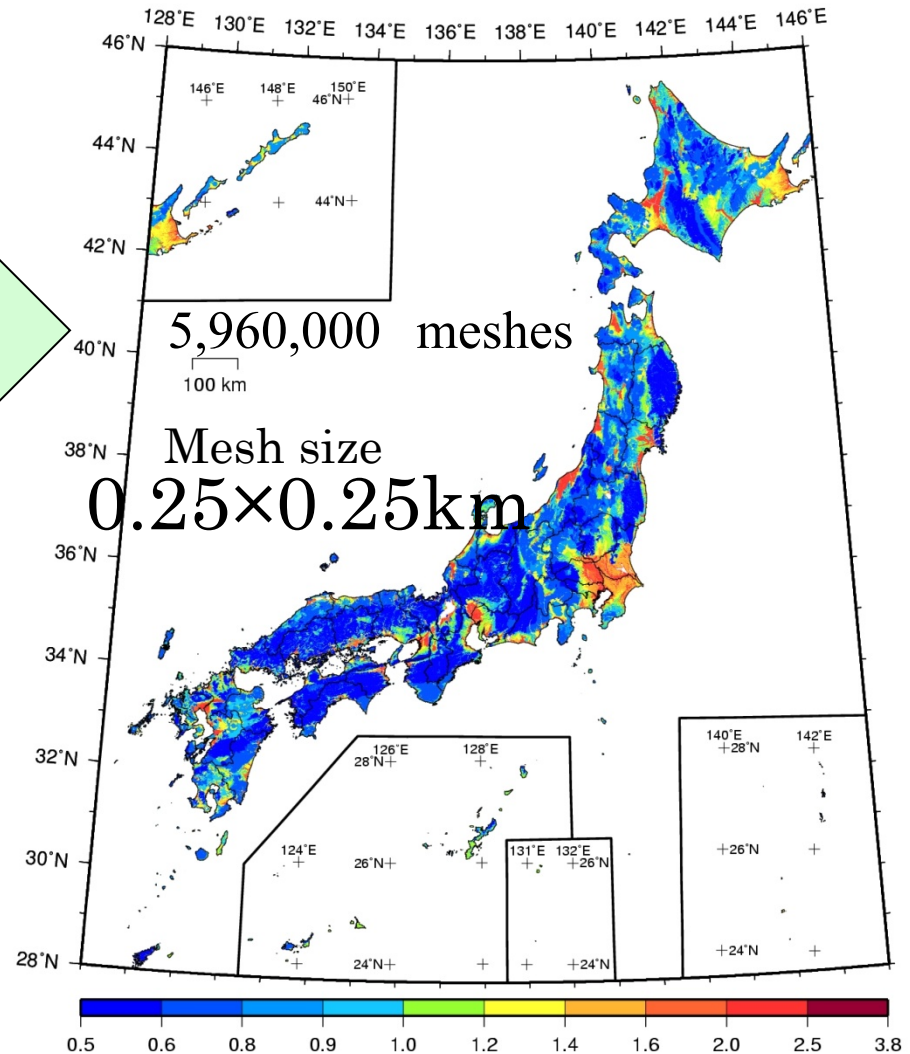 128°E 130°E 132°E 134°E 136°E 138°E 140°E 142°E 144°E 146°E
46°N
146°E 148°E 150°E
46°N
44°N
44°N
42°N
5,960,000 meshes
40°N
100 km
Mesh size
38°N
0.25×0.25km
36°N
34°N
32°N
126°E 128°E
28°N
140°E 142°E
28°N
30°N
124°E
26°N
131°E 132°E
26°N
26°N
28°N
24°N
24°N
24°N
0.5 0.6 0.8 0.9 1.0 1.2 1.4 1.6 2.0 2.5 3.8